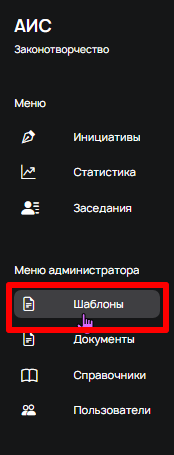 АИС
Законотворчество
Меню
Инициативы
Статистика
Заседания
Меню администратора
Шаблоны
Документы
Справочники
Пользователи